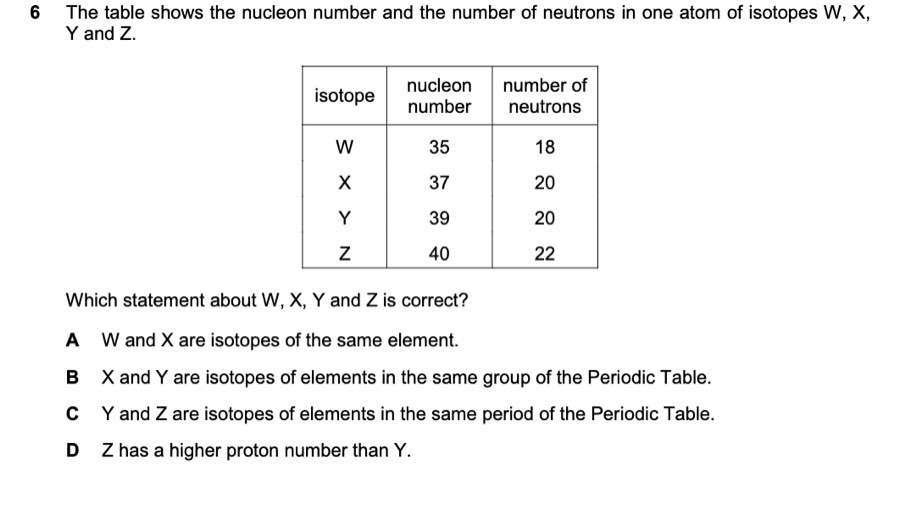 6 The table shows the nucleon number and the number of neutrons in one atom of isotopes W, X,
Y and Z.
isotope nucleon number number of neutrons
W 35 18
X 37 20
Y 39 20
Z 40 22
Which statement about W, X, Y and Z is correct?
A W and X are isotopes of the same element.
B X and Y are isotopes of elements in the same group of the Periodic Table.
C Y and Z are isotopes of elements in the same period of the Periodic Table.
D Z has a higher proton number than Y.